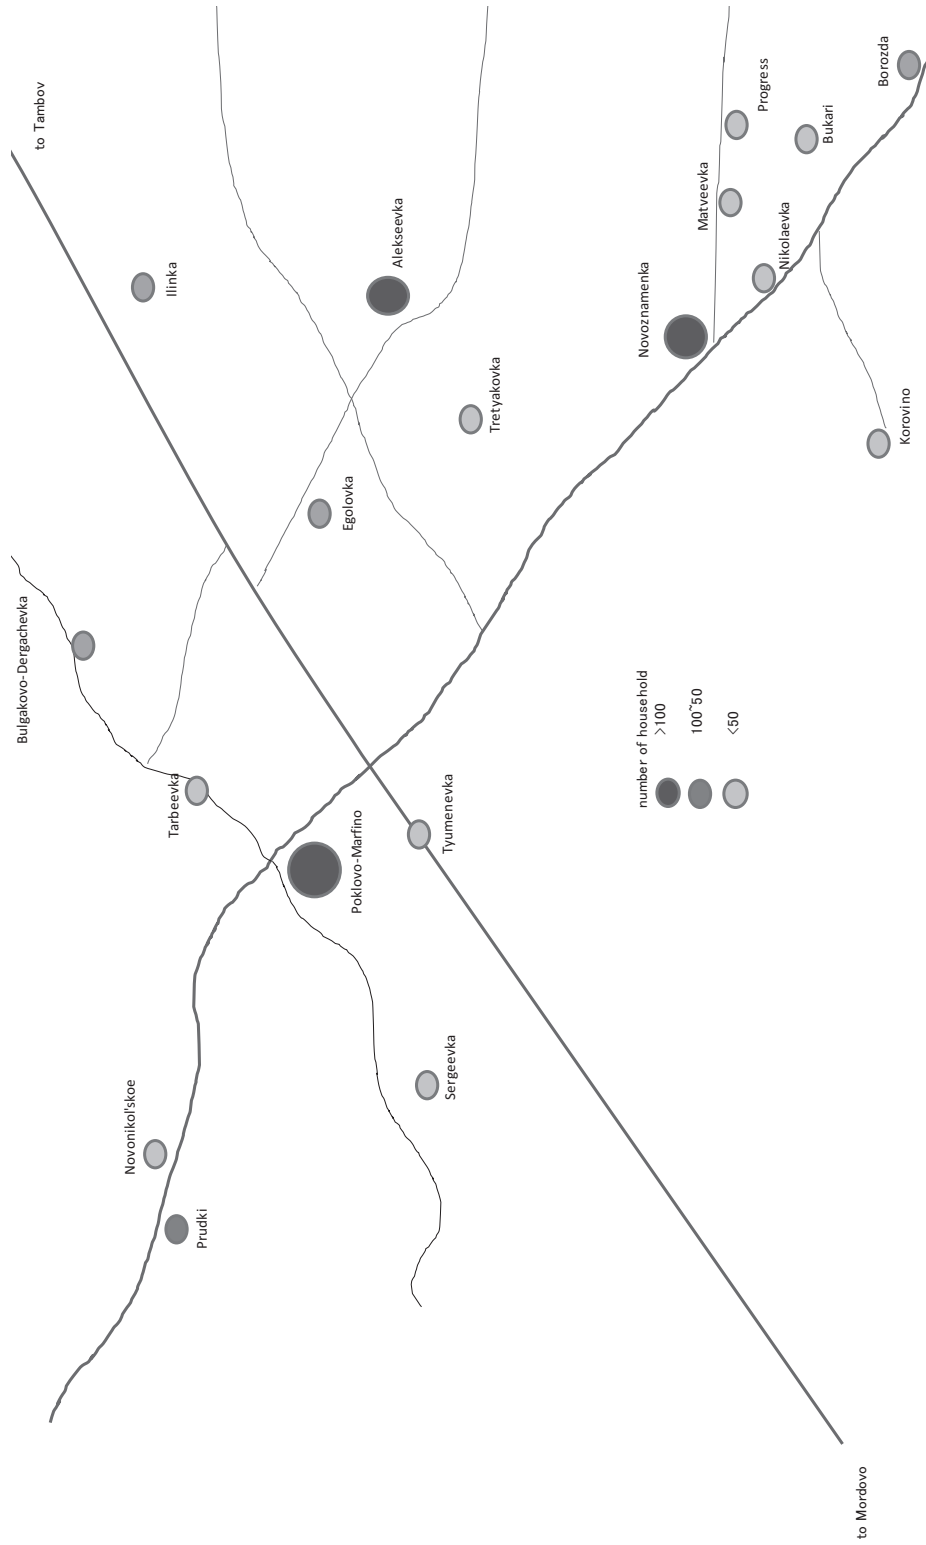 Bulgakovo-Dergachevka
to Tambov
Novonikol'skoe
Tarbeevka
Ilinka
Prudki
Egolovka
Poklovo-Marfino
Alekseevka
Tyumenevka
Sergeevka
Tretyakovka
Novoznamenka
number of household
>100
100~50
<50
Matveevka
Progress
Nikolaevka
Bukari
to Mordovo
Borozda
Korovino